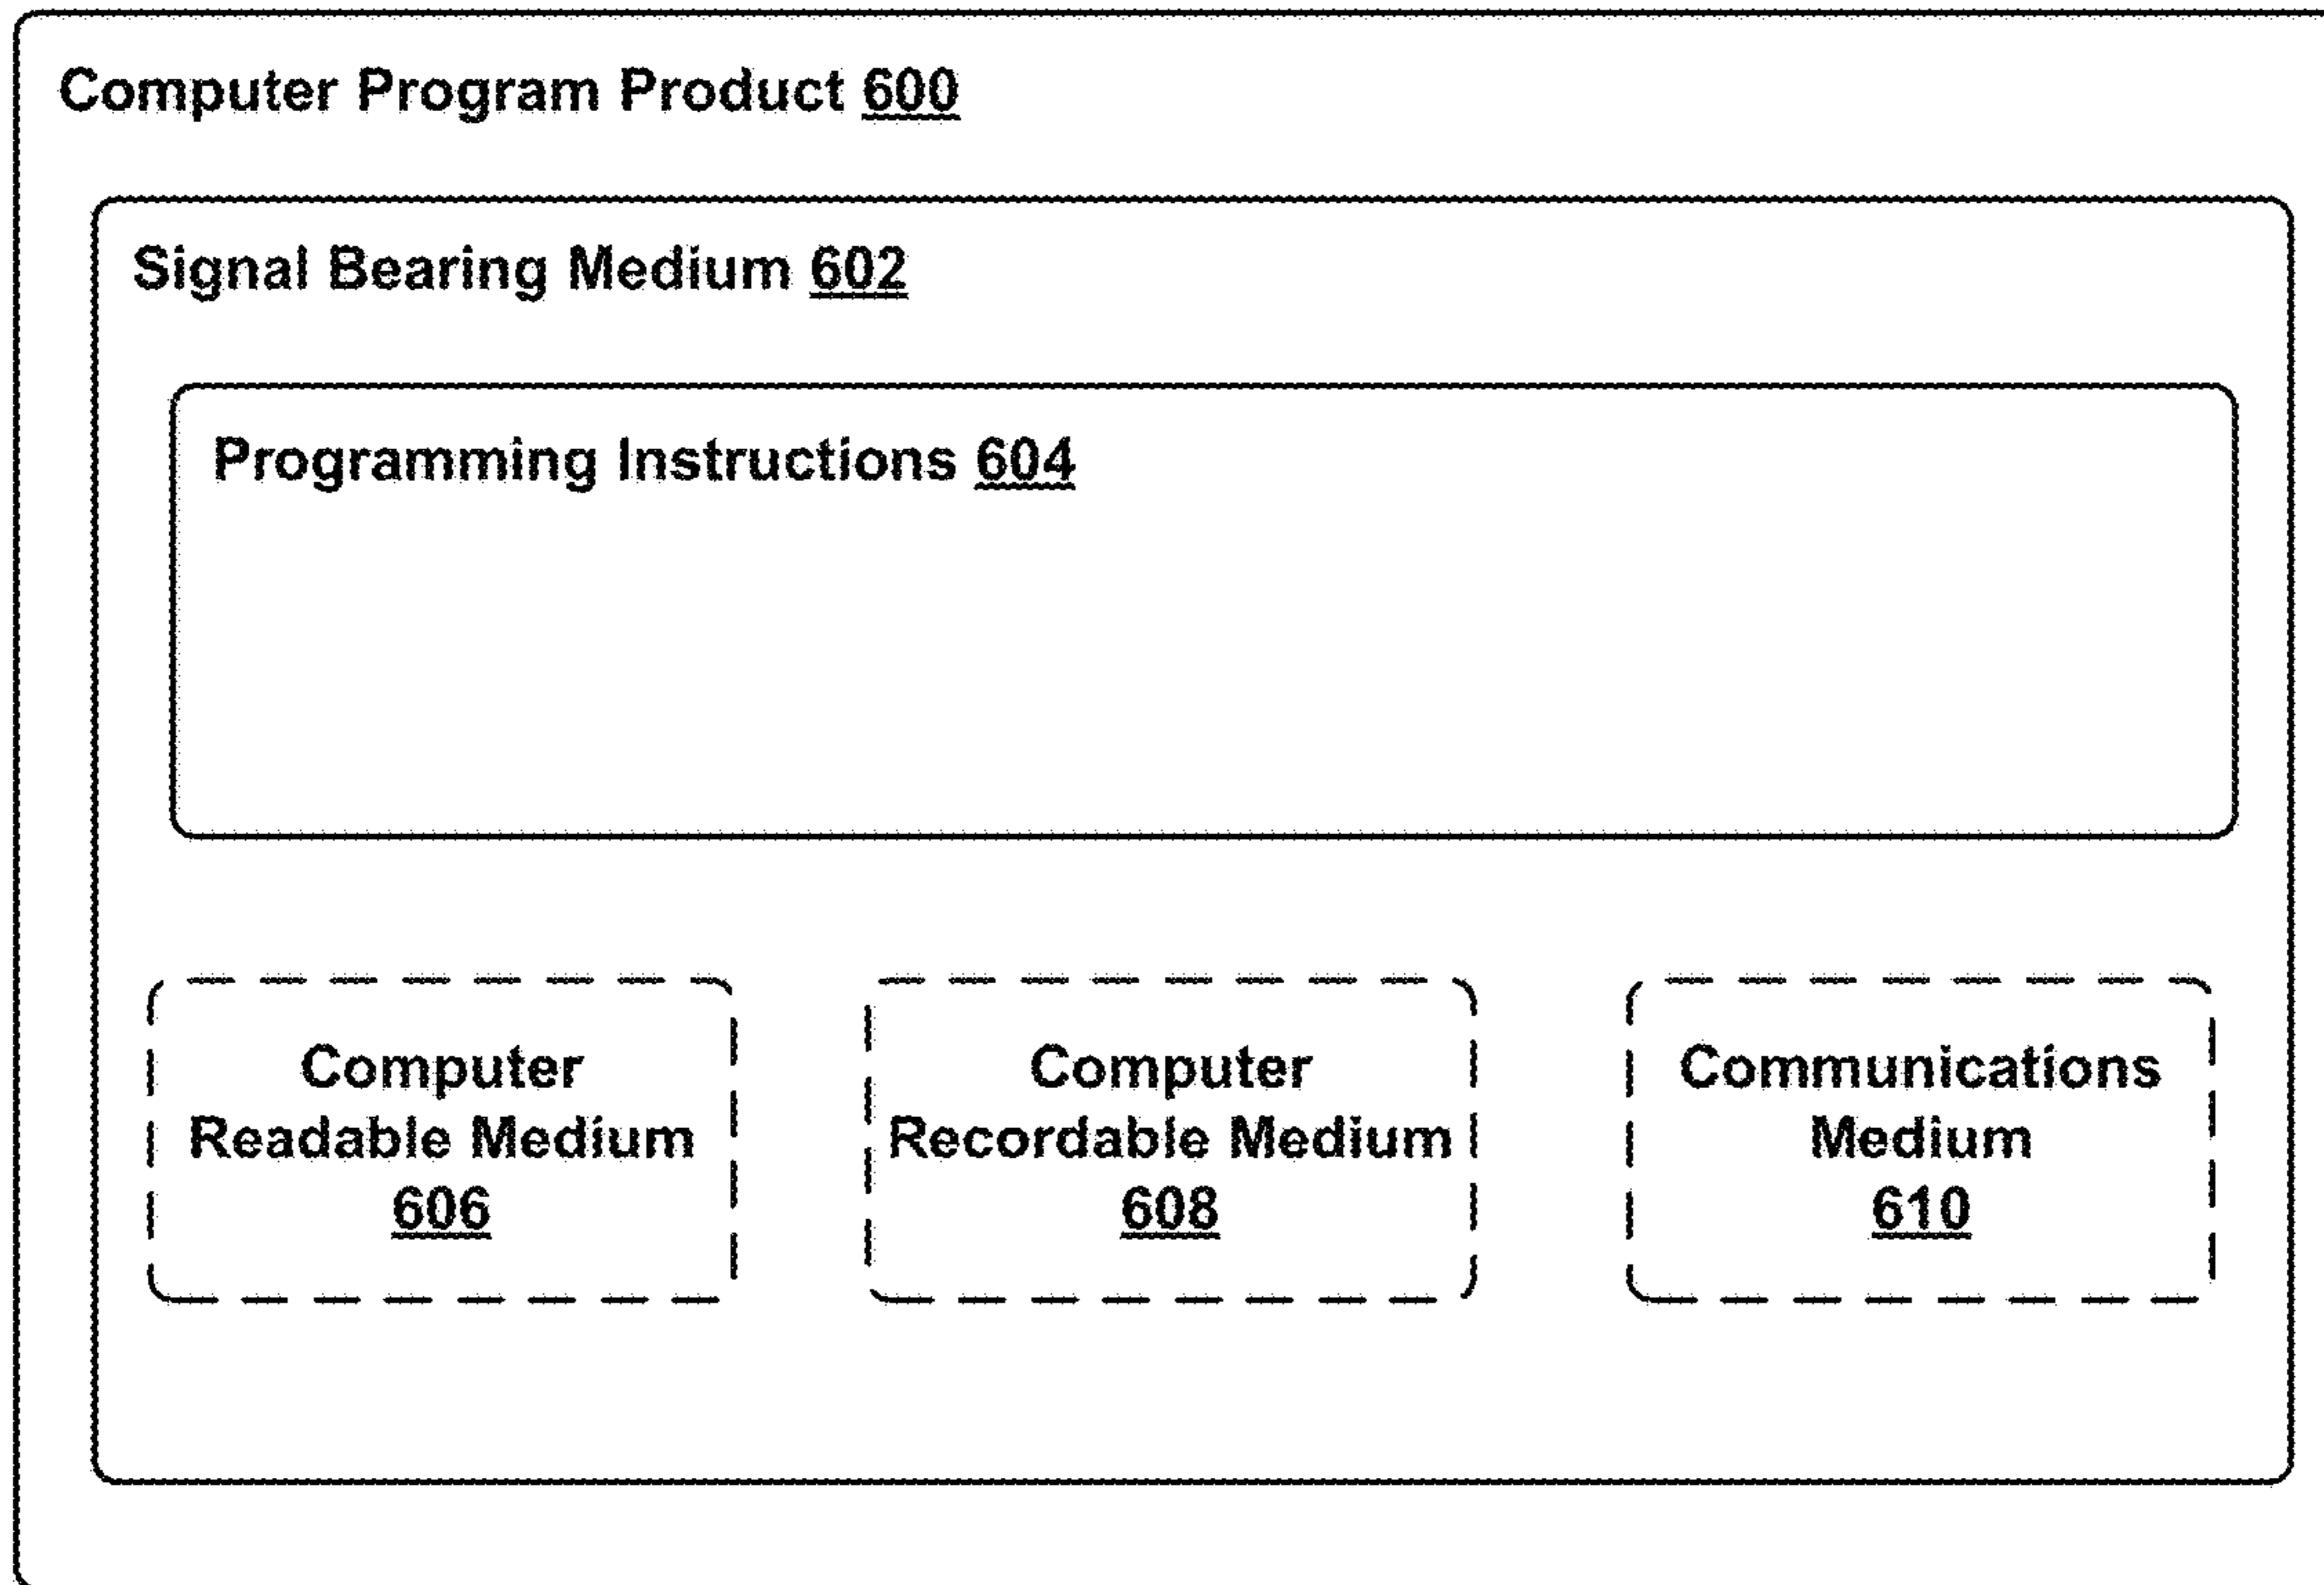 Computer Program Product 600
Signal Bearing Medium 602
Programming Instructions 604
Computer
Readable Medium
606
Computer
Recordable Medium
608
Communications
Medium
610